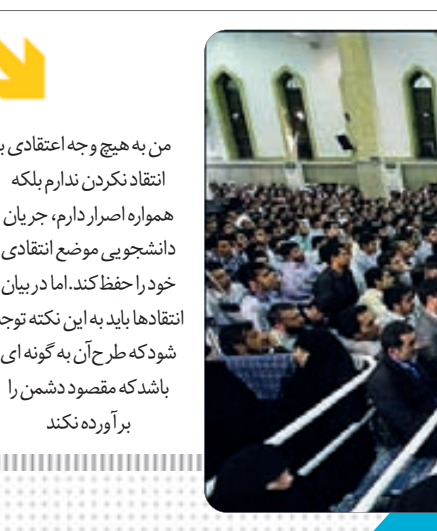 من به هیچ وجه اعتقادی
انتقاد نکردن ندارم بلکه
همواره اصرار دارم، جریان
دانشجویی موضع انتقادی
خود را حفظ کند. اما در بیان
انتقادها باید به این نکته
شود که طرح آن به گونه ای
باشد که مقصود دشمن را
برآورده نکند